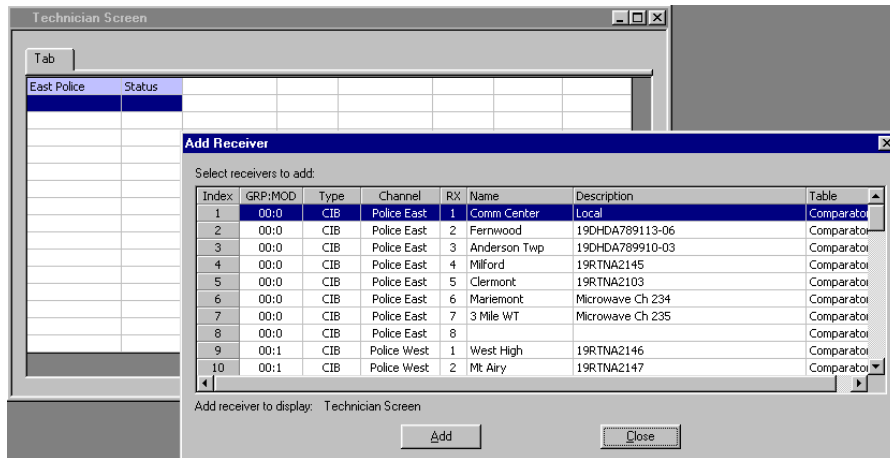 Technician Screen
Tab
East Police Status
Add Receiver
Select receivers to add:
Index GRP:MOD Type Channel RX Name Description Table
1 00:0 CIB Police East 1 Comm Center Local Comparator
2 00:0 CIB Police East 2 Fernwood 19DHDA789113-06 Comparator
3 00:0 CIB Police East 3 Anderson Twp 19DHDA789910-03 Comparator
4 00:0 CIB Police East 4 Milford 19RTNA2145 Comparator
5 00:0 CIB Police East 5 Clermont 19RTNA2103 Comparator
6 00:0 CIB Police East 6 Mariemont Microwave Ch 234 Comparator
7 00:0 CIB Police East 7 3 Mile WT Microwave Ch 235 Comparator
8 00:0 CIB Police East 8 Comparator
9 00:1 CIB Police West 1 West High 19RTNA2146 Comparator
10 00:1 CIB Police West 2 Mt Airy 19RTNA2147 Comparator
Add receiver to display: Technician Screen
Add Close